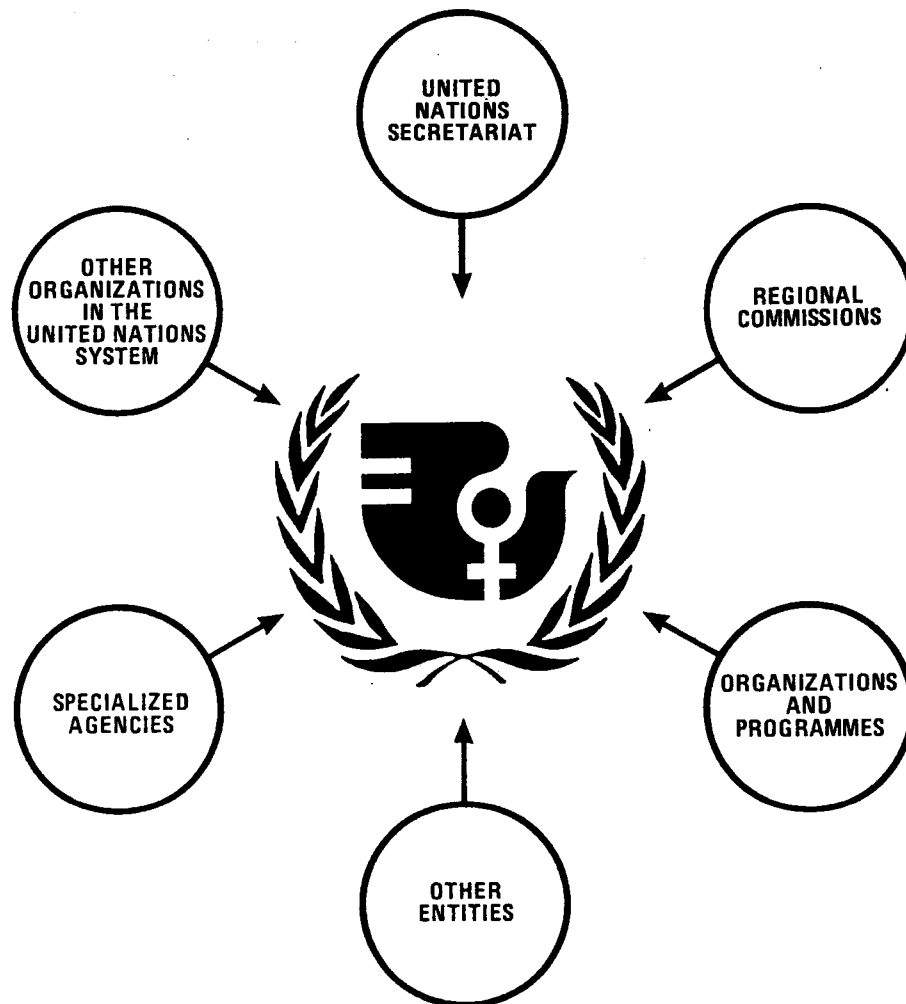 UNITED
NATIONS
SECRETARIAT
OTHER
ORGANIZATIONS
IN THE
UNITED NATIONS
SYSTEM
REGIONAL
COMMISSIONS
SPECIALIZED
AGENCIES
ORGANIZATIONS
AND
PROGRAMMES
OTHER
ENTITIES